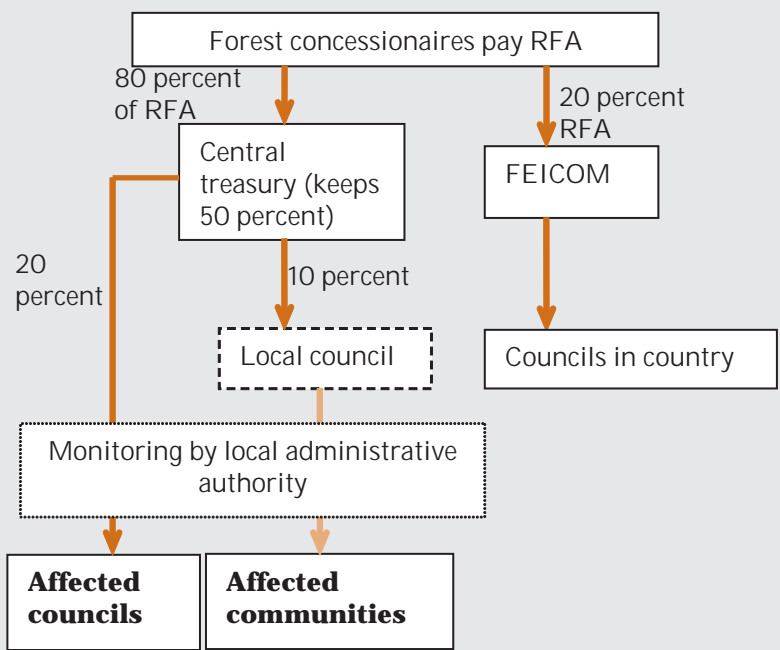 Forest concessionaires pay RFA
80 percent
of RFA
20 percent
RFA
Central
treasury (keeps
50 percent)
FEICOM
20
percent
10 percent
Local council
Councils in country
Monitoring by local administrative
authority
Affected
councils
Affected
communities